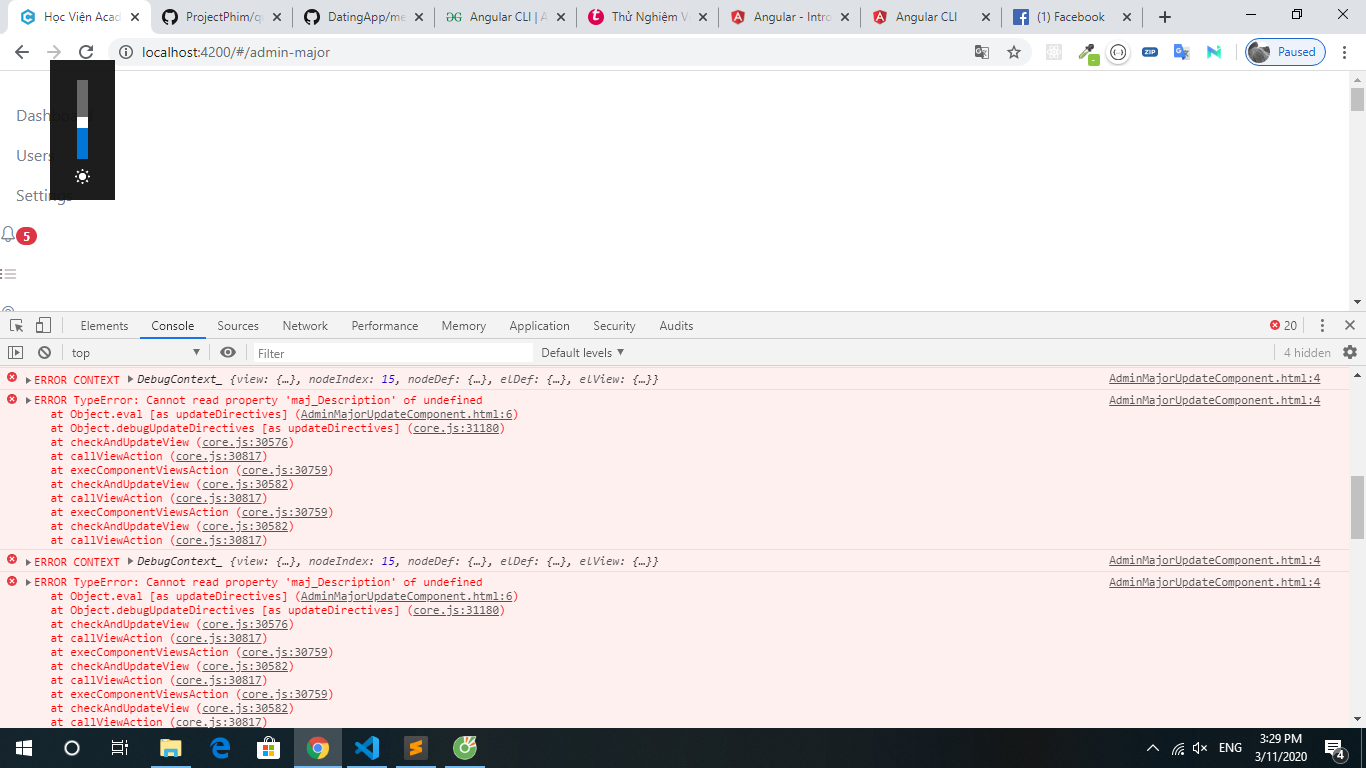 Học Viện Acad
ProjectPhim/qu
DatingApp/me
Angular CLI | A
Thử Nghiệm V
Angular - Intro
Angular CLI
(1) Facebook
localhost:4200/#/admin-major
ZIP
Paused
Users
Settings
5
Elements Console Sources Network Performance Memory Application Security Audits
20
top
Filter
Default levels
4 hidden
ERROR CONTEXT DebugContext_ {view: {…}, nodeIndex: 15, nodeDef: {…}, elDef: {…}, elView: {…}} AdminMajorUpdateComponent.html:4
ERROR TypeError: Cannot read property 'maj_Description' of undefined AdminMajorUpdateComponent.html:4
at Object.eval [as updateDirectives] (AdminMajorUpdateComponent.html:6)
at Object.debugUpdateDirectives [as updateDirectives] (core.js:31180)
at checkAndUpdateView (core.js:30576)
at callViewAction (core.js:30817)
at execComponentViewsAction (core.js:30759)
at checkAndUpdateView (core.js:30582)
at callViewAction (core.js:30817)
at execComponentViewsAction (core.js:30759)
at checkAndUpdateView (core.js:30582)
at callViewAction (core.js:30817)
ERROR CONTEXT DebugContext_ {view: {…}, nodeIndex: 15, nodeDef: {…}, elDef: {…}, elView: {…}} AdminMajorUpdateComponent.html:4
ERROR TypeError: Cannot read property 'maj_Description' of undefined AdminMajorUpdateComponent.html:4
at Object.eval [as updateDirectives] (AdminMajorUpdateComponent.html:6)
at Object.debugUpdateDirectives [as updateDirectives] (core.js:31180)
at checkAndUpdateView (core.js:30576)
at callViewAction (core.js:30817)
at execComponentViewsAction (core.js:30759)
at checkAndUpdateView (core.js:30582)
at callViewAction (core.js:30817)
at execComponentViewsAction (core.js:30759)
at checkAndUpdateView (core.js:30582)
at callViewAction (core.js:30817)
ENG
3:29 PM
3/11/2020
4